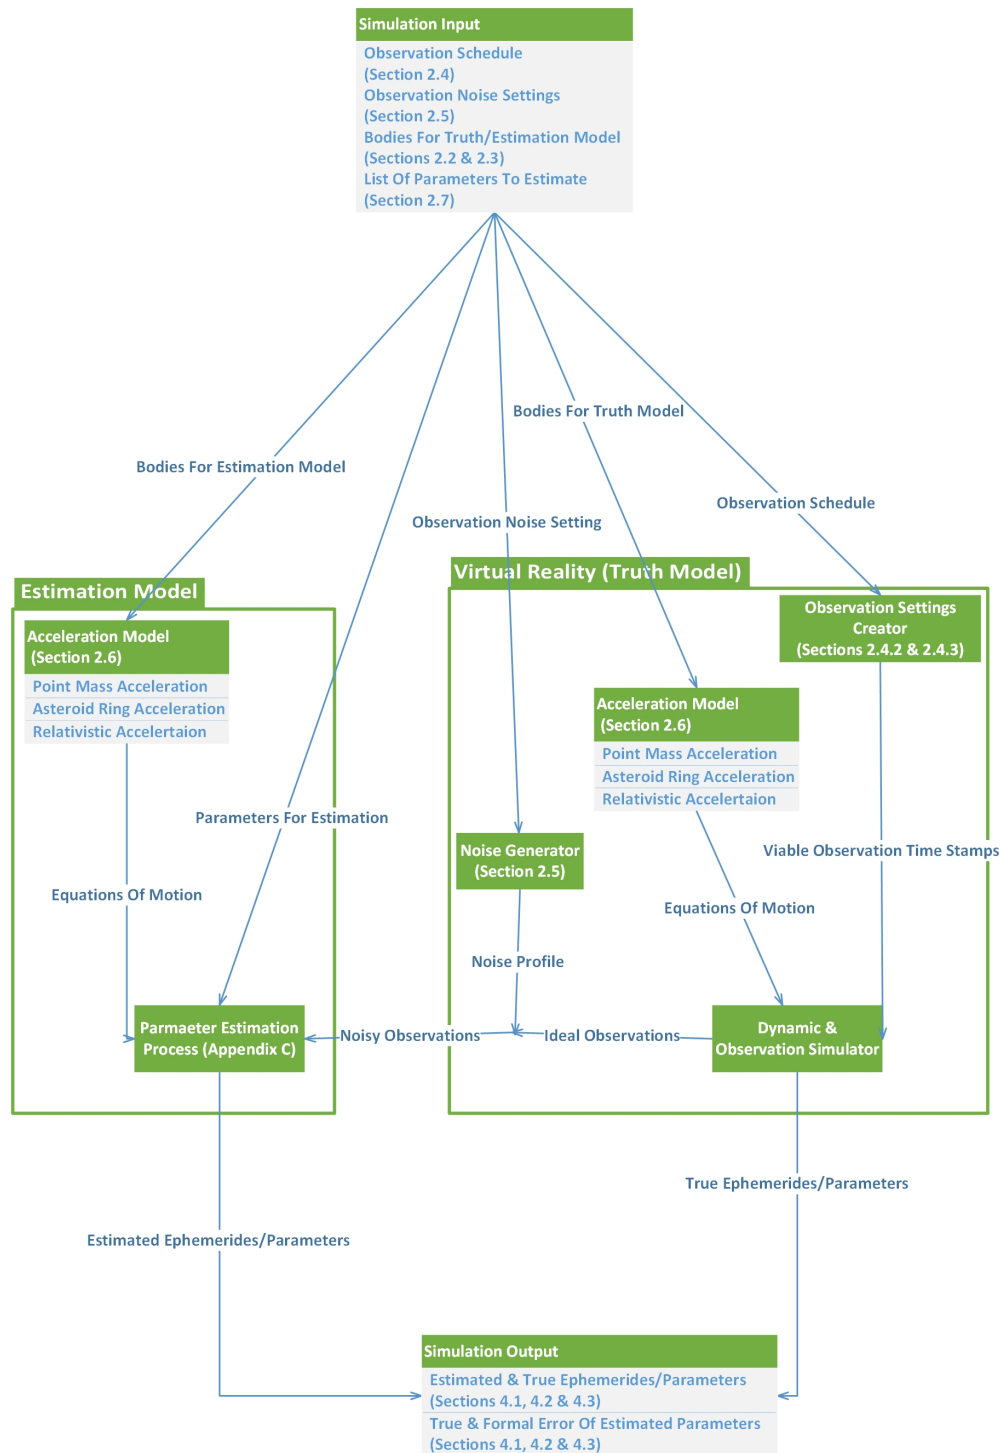 Simulation Input
Observation Schedule
(Section 2.4)
Observation Noise Settings
(Section 2.5)
Bodies For Truth/Estimation Model
(Sections 2.2 & 2.3)
List Of Parameters To Estimate
(Section 2.7)
Bodies For Truth Model
Bodies For Estimation Model
Observation Schedule
Observation Noise Setting
Estimation Model
Acceleration Model
(Section 2.6)
Point Mass Acceleration
Asteroid Ring Acceleration
Relativistic Accelertaion
Parameters For Estimation
Equations Of Motion
Parmaeter Estimation
Process (Appendix C)
Virtual Reality (Truth Model)
Observation Settings
Creator
(Sections 2.4.2 & 2.4.3)
Acceleration Model
(Section 2.6)
Point Mass Acceleration
Asteroid Ring Acceleration
Relativistic Accelertaion
Noise Generator
(Section 2.5)
Viable Observation Time Stamps
Equations Of Motion
Noise Profile
Noisy Observations
Ideal Observations
Dynamic &
Observation Simulator
True Ephemerides/Parameters
Estimated Ephemerides/Parameters
Simulation Output
Estimated & True Ephemerides/Parameters
(Sections 4.1, 4.2 & 4.3)
True & Formal Error Of Estimated Parameters
(Sections 4.1, 4.2 & 4.3)